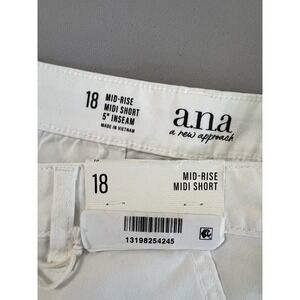 18
MID-RISE
MIDI SHORT
5" INSEAM
MADE IN VIETNAM
a.n.a
a new approach
18
MID-RISE
MIDI SHORT
13198254245